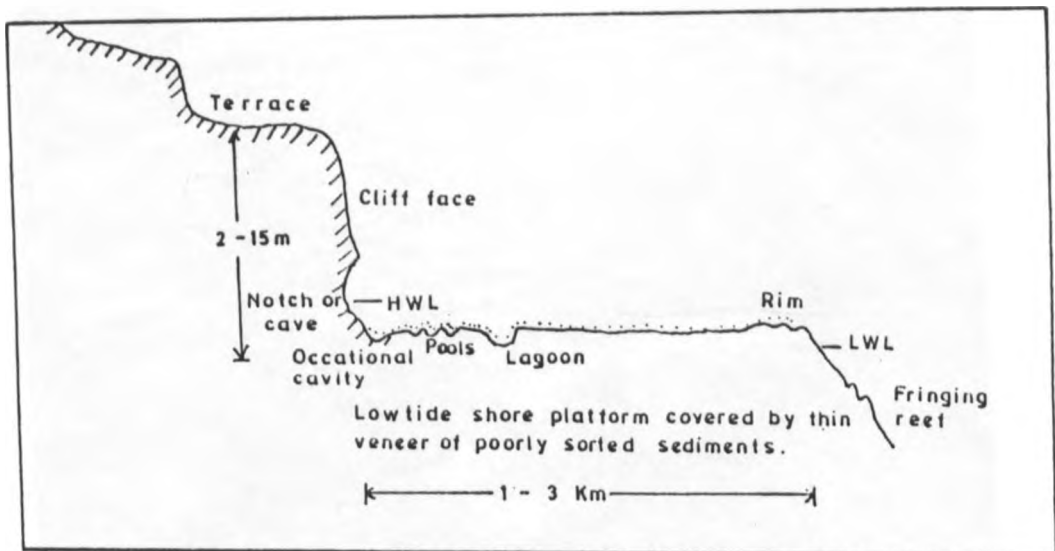 Terrace
Cliff face
2 - 15m
Notch or
cave
HWL
Rim
Occational
cavity
Pools
Lagoon
LWL
Fringing
reef
Lowtide shore platform covered by thin
veneer of poorly sorted sediments.
1 - 3 Km